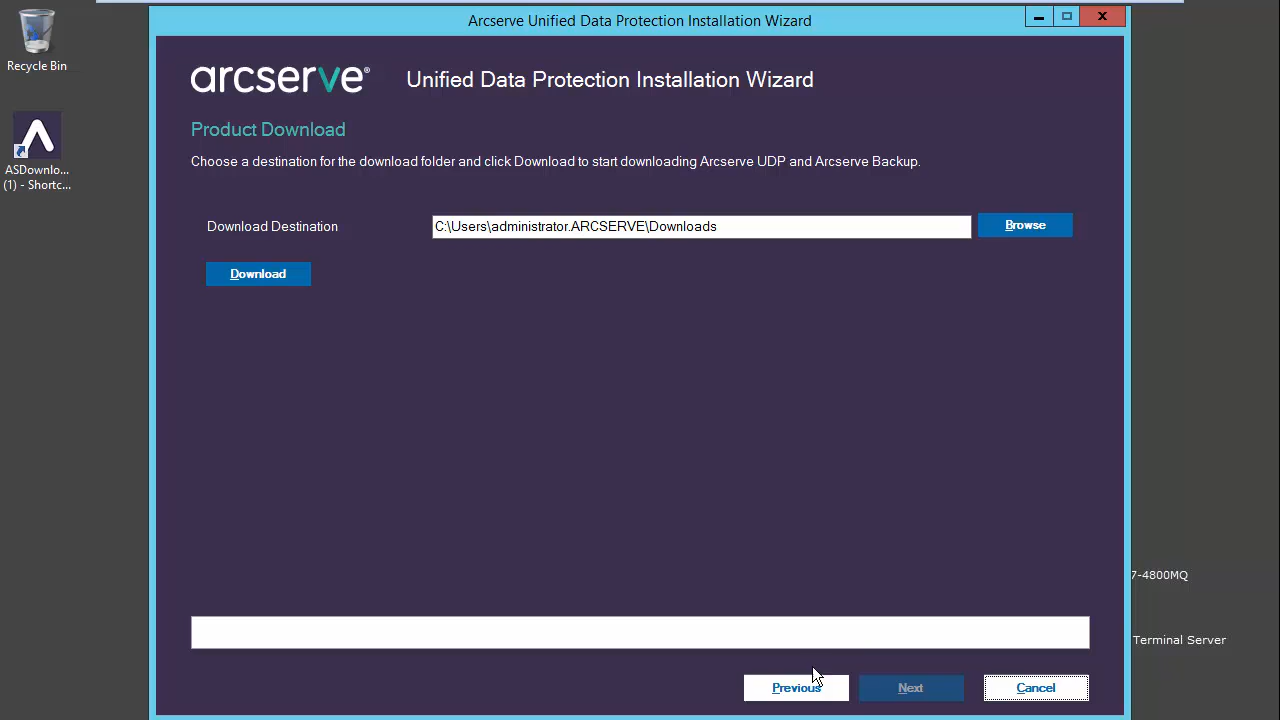 Arcserve Unified Data Protection Installation Wizard
Recycle Bin
arcserve®
Unified Data Protection Installation Wizard
Product Download
Choose a destination for the download folder and click Download to start downloading Arcserve UDP and Arcserve Backup.
ASDownlo...
(1) - Shortc...
Download Destination
C:\Users\administrator.ARCSERVE\Downloads
Browse
Download
7-4800MQ
Terminal Server
Previous
Next
Cancel